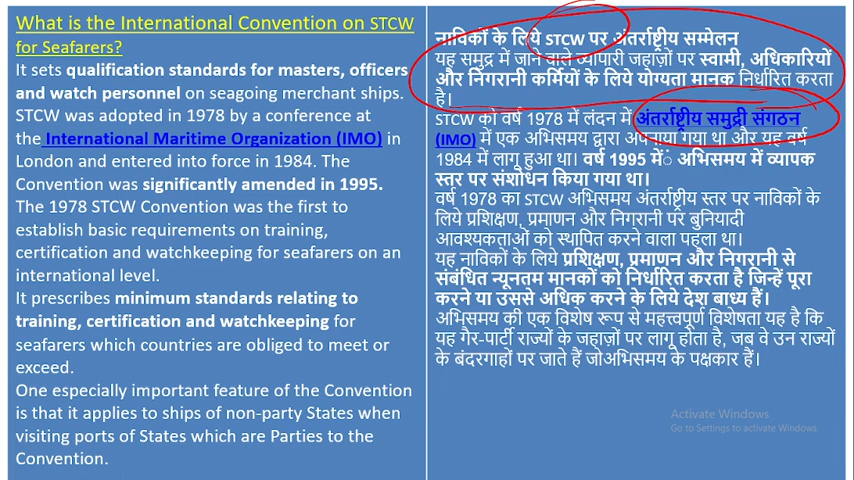 What is the International Convention on STCW
for Seafarers?
It sets qualification standards for masters, officers
and watch personnel on seagoing merchant ships.
STCW was adopted in 1978 by a conference at
the International Maritime Organization (IMO) in
London and entered into force in 1984. The
Convention was significantly amended in 1995.
The 1978 STCW Convention was the first to
establish basic requirements on training,
certification and watchkeeping for seafarers on an
international level.
It prescribes minimum standards relating to
training, certification and watchkeeping for
seafarers which countries are obliged to meet or
exceed.
One especially important feature of the Convention
is that it applies to ships of non-party States when
visiting ports of States which are Parties to the
Convention.
नाविकों के लिये STCW पर अंतर्राष्ट्रीय सम्मेलन
यह समुद्र में जाने वाले व्यापारी जहाज़ों पर स्वामी, अधिकारियों
और निगरानी कर्मियों के लिये योग्यता मानक निर्धारित करता
है।
STCW को वर्ष 1978 में लंदन में अंतर्राष्ट्रीय समुद्री संगठन
(IMO) में एक अभिसमय द्वारा अपनाया गया था और यह वर्ष
1984 में लागू हुआ था। वर्ष 1995 मेंं अभिसमय में व्यापक
स्तर पर संशोधन किया गया था।
वर्ष 1978 का STCW अभिसमय अंतर्राष्ट्रीय स्तर पर नाविकों के
लिये प्रशिक्षण, प्रमाणन और निगरानी पर बुनियादी
आवश्यकताओं को स्थापित करने वाला पहला था।
यह नाविकों के लिये प्रशिक्षण, प्रमाणन और निगरानी से
संबंधित न्यूनतम मानकों को निर्धारित करता है जिन्हें पूरा
करने या उससे अधिक करने के लिये देश बाध्य हैं।
अभिसमय की एक विशेष रूप से महत्त्वपूर्ण विशेषता यह है कि
यह गैर-पार्टी राज्यों के जहाज़ों पर लागू होता है, जब वे उन राज्यों
के बंदरगाहों पर जाते हैं जोअभिसमय के पक्षकार हैं।
Activate Windows
Go to Settings to activate Windows.